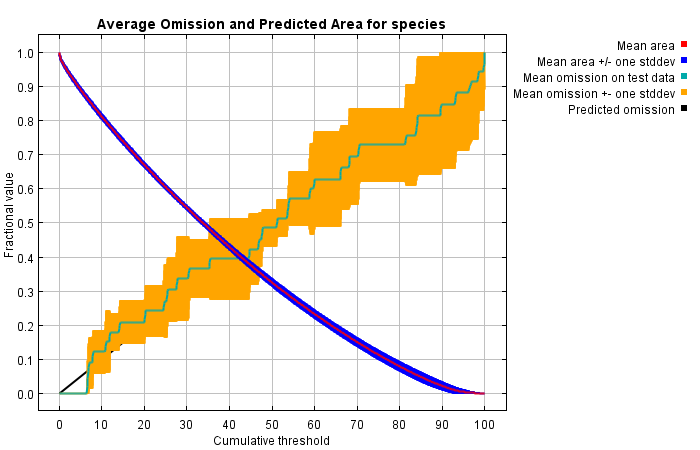 Average Omission and Predicted Area for species
Mean area
Mean area +/- one stddev
Mean omission on test data
Mean omission +- one stddev
Predicted omission
Fractional value
1.0
0.9
0.8
0.7
0.6
0.5
0.4
0.3
0.2
0.1
0.0
0 10 20 30 40 50 60 70 80 90 100
Cumulative threshold